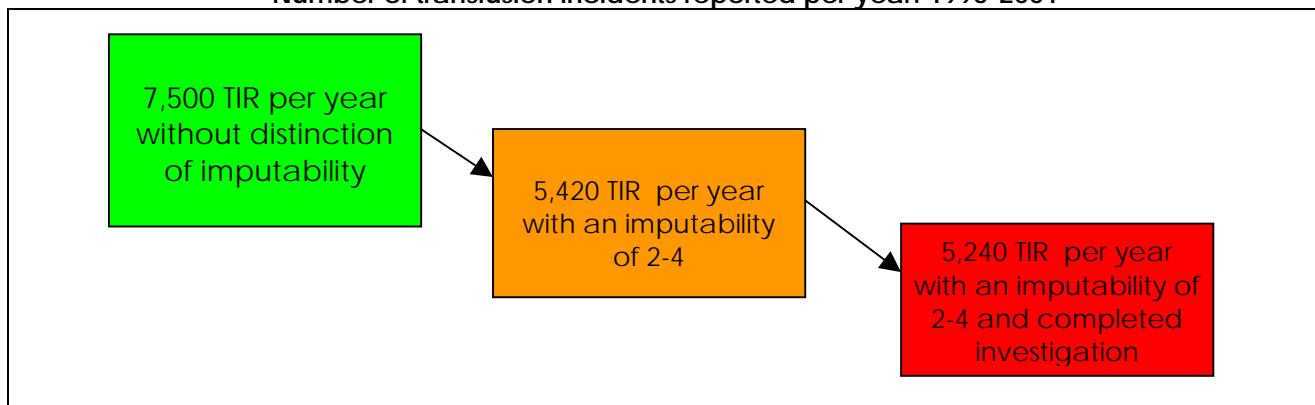 Number of transfusion incidents reported per year. 1998-2001
7,500 TIR per year
without distinction
of imputability
5,420 TIR per year
with an imputability
of 2-4
5,240 TIR per year
with an imputability of
2-4 and completed
investigation